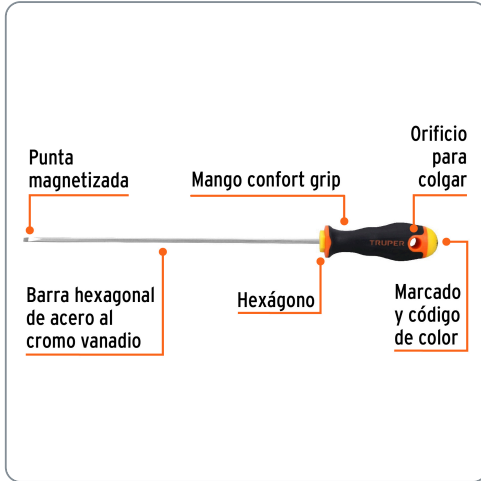 Orificio
para
colgar
Punta
magnetizada
Mango confort grip
TRUPER
Barra hexagonal
de acero al
cromo vanadio
Hexágono
Marcado
y código
de color